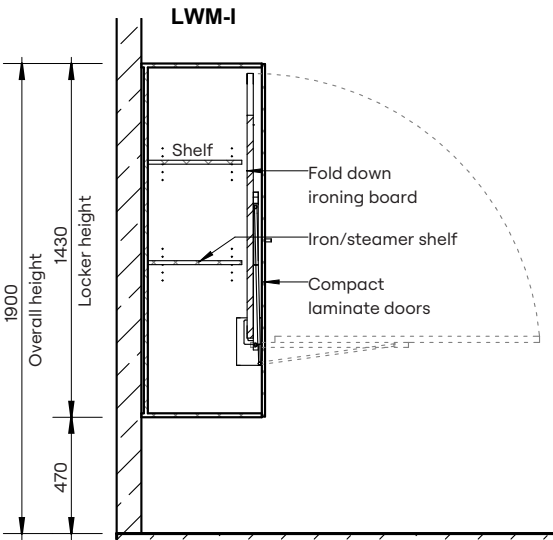 LWM-I
Shelf
Fold down
ironing board
Iron/steamer shelf
Compact
laminate doors
1900
Overall height
1430
Locker height
470